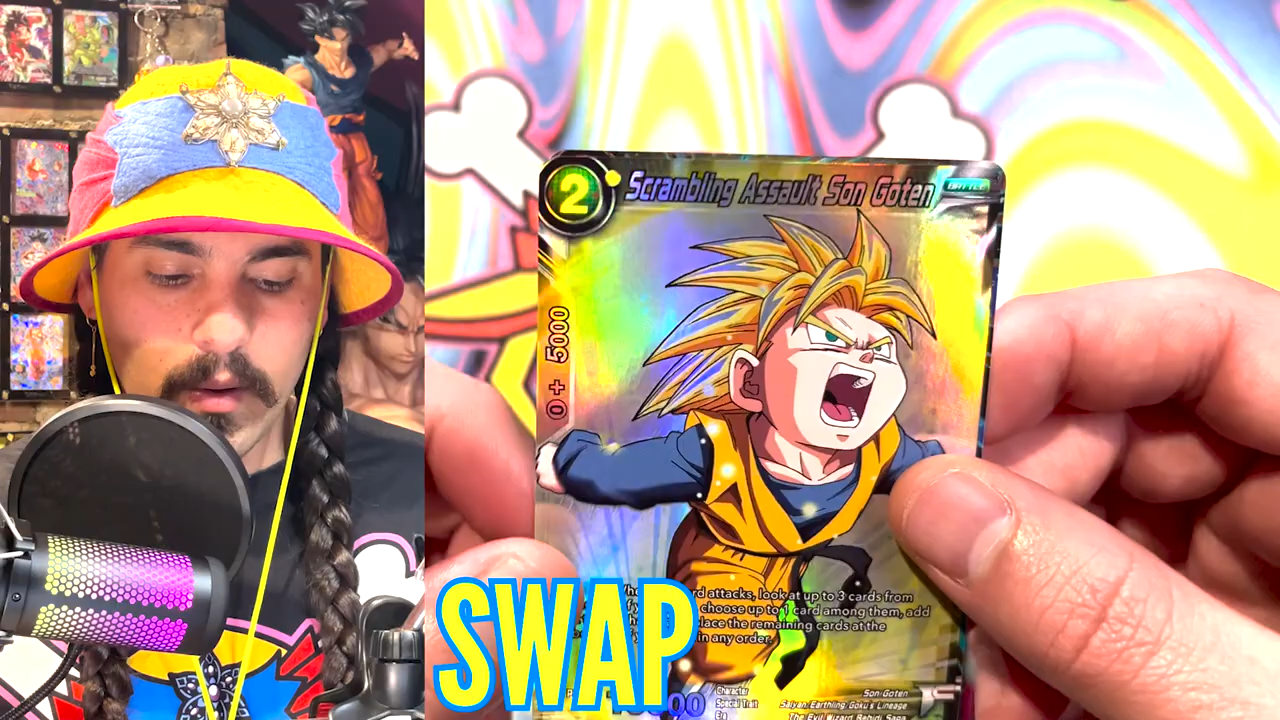 2
Scrambling Assault Son Goten
BATTLE
0 + 5000
rd attacks, look at up to 3 cards from
choose up to 1 card among them, add
lace the remaining cards at the
in any order.
SWAP
Character Son Goten
Special Trait Saiyan, Earthling, Goku's Lineage
Era The Evil Wizard Babidi Saga